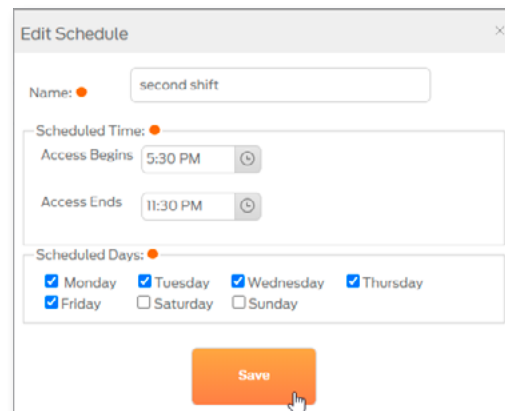 Edit Schedule
Name:
second shift
Scheduled Time:
Access Begins 5:30 PM
Access Ends 11:30 PM
Scheduled Days:
Monday Tuesday Wednesday Thursday
Friday Saturday Sunday
Save